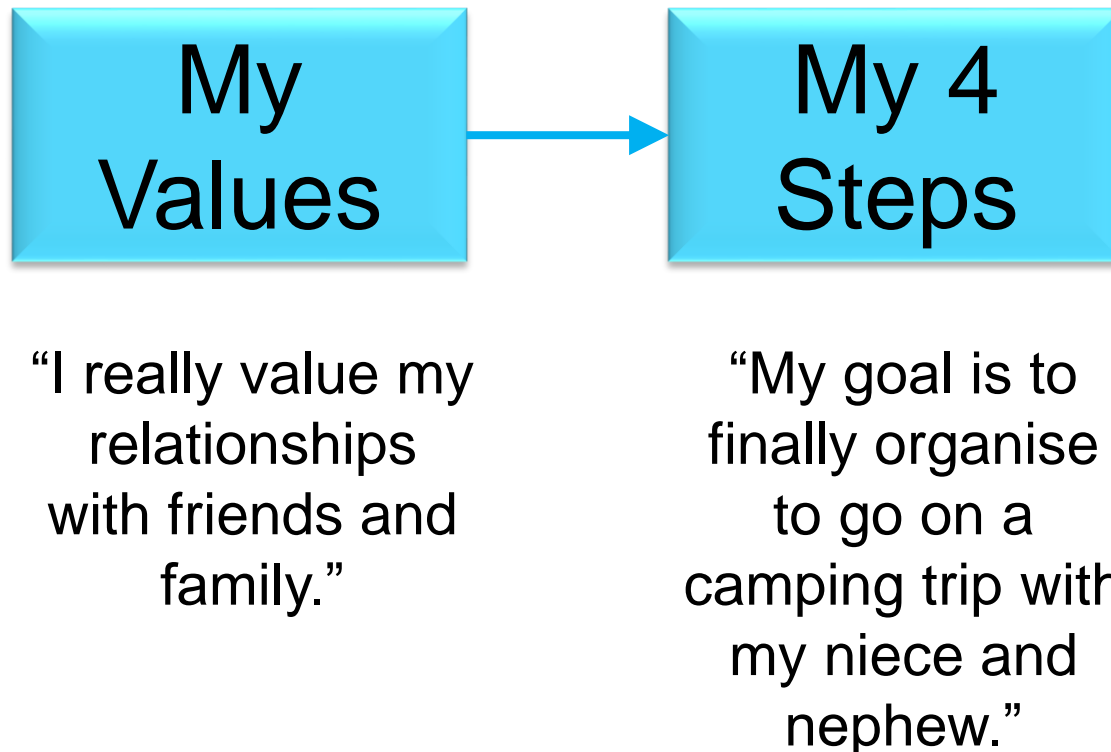 My
Values
My 4
Steps
“I really value my
relationships
with friends and
family.”
“My goal is to
finally organise
to go on a
camping trip with
my niece and
nephew.”